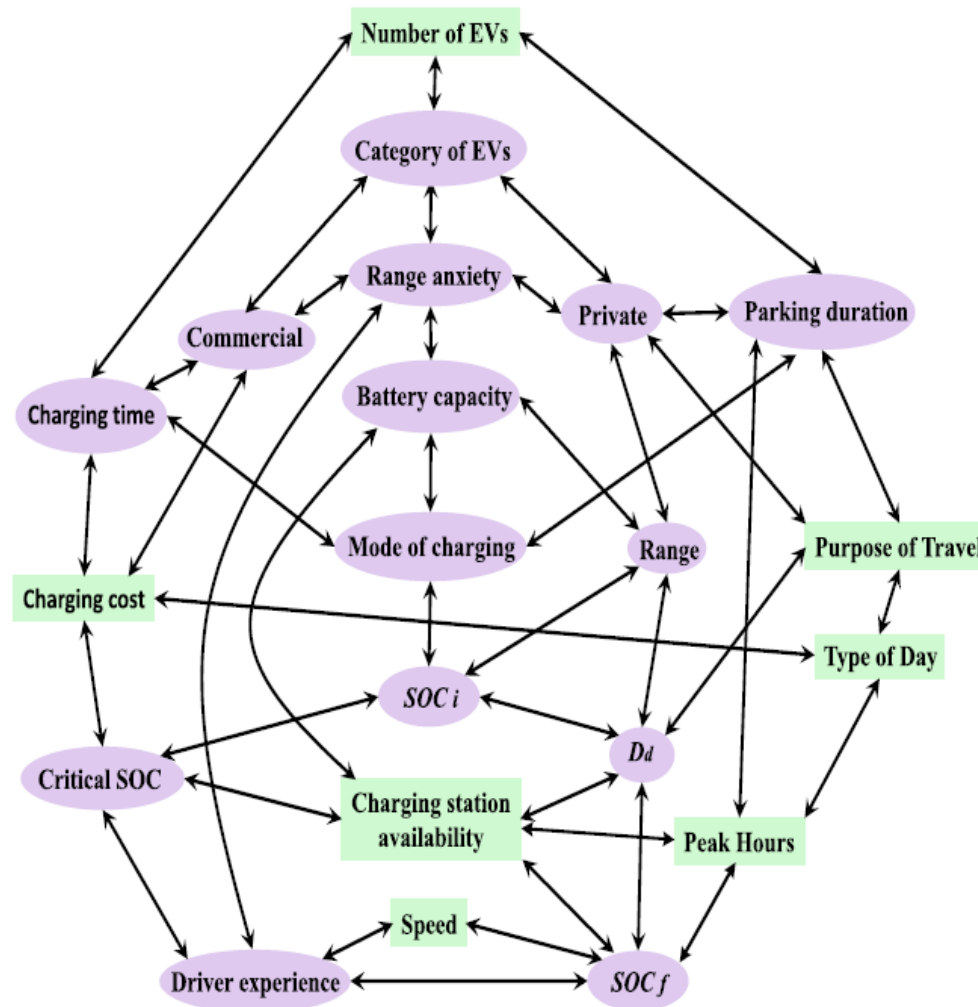 Number of EVs
Category of EVs
Range anxiety
Commercial
Private
Parking duration
Battery capacity
Charging time
Mode of charging
Range
Purpose of Travel
Charging cost
Type of Day
SOC i
Dd
Critical SOC
Charging station
availability
Peak Hours
Speed
Driver experience
SOC f